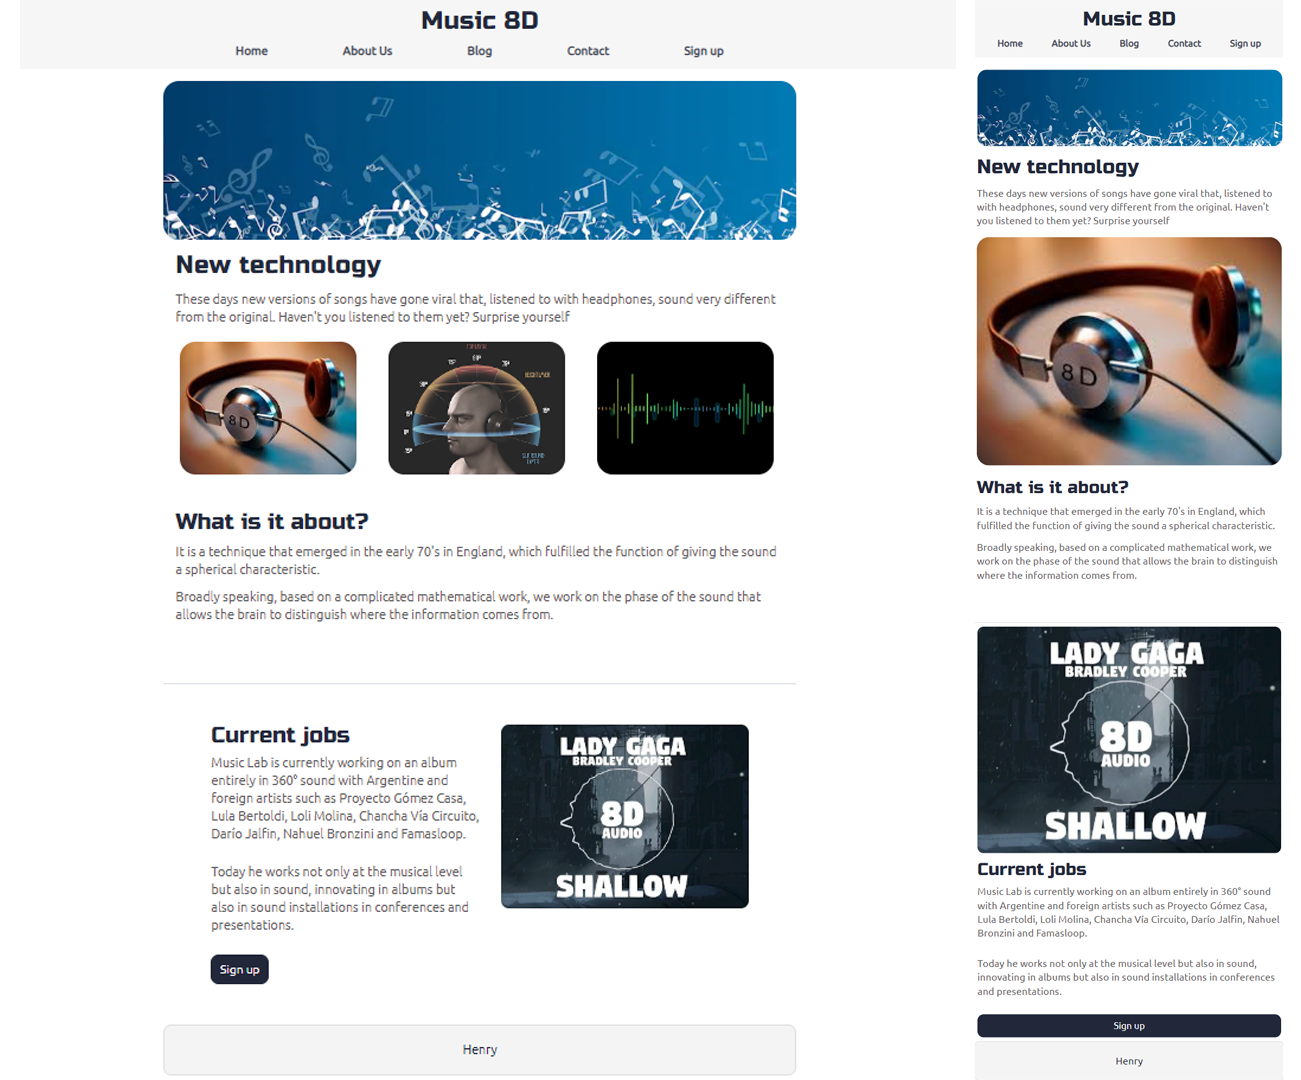 Music 8D
Home About Us Blog Contact Sign up
New technology
These days new versions of songs have gone viral that, listened to with headphones, sound very different
from the original. Haven't you listened to them yet? Surprise yourself
8D
What is it about?
It is a technique that emerged in the early 70's in England, which fulfilled the function of giving the sound
a spherical characteristic.
Broadly speaking, based on a complicated mathematical work, we work on the phase of the sound that
allows the brain to distinguish where the information comes from.
Current jobs
Music Lab is currently working on an album
entirely in 360° sound with Argentine and
foreign artists such as Proyecto Gómez Casa,
Lula Bertoldi, Loli Molina, Chancha Vía Circuito,
Darío Jalfin, Nahuel Bronzini and Famasloop.
Today he works not only at the musical level
but also in sound, innovating in albums but
also in sound installations in conferences and
presentations.
Sign up
LADY GAGA
BRADLEY COOPER
8D
AUDIO
SHALLOW
Henry
Music 8D
Home About Us Blog Contact Sign up
New technology
These days new versions of songs have gone viral that, listened to
with headphones, sound very different from the original. Haven't
you listened to them yet? Surprise yourself
8D
What is it about?
It is a technique that emerged in the early 70's in England, which
fulfilled the function of giving the sound a spherical characteristic.
Broadly speaking, based on a complicated mathematical work, we
work on the phase of the sound that allows the brain to distinguish
where the information comes from.
LADY GAGA
BRADLEY COOPER
8D
AUDIO
SHALLOW
Current jobs
Music Lab is currently working on an album entirely in 360° sound
with Argentine and foreign artists such as Proyecto Gómez Casa,
Lula Bertoldi, Loli Molina, Chancha Vía Circuito, Darío Jalfin, Nahuel
Bronzini and Famasloop.
Today he works not only at the musical level but also in sound,
innovating in albums but also in sound installations in conferences
and presentations.
Sign up
Henry